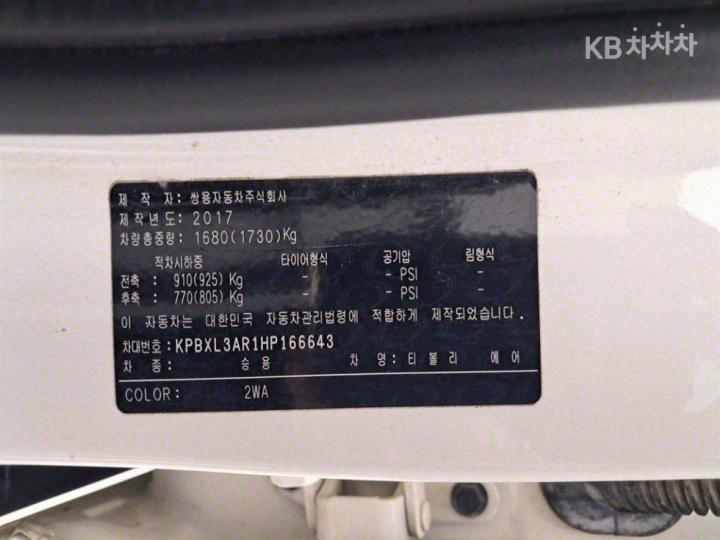 KB차차차
제 작 자: 쌍용자동차주식회사
제작년도: 2017
차량총중량: 1680(1730)Kg
적차시하중 타이어형식 공기압 림형식
전축: 910(925) Kg - - PSI -
후축: 770(805) Kg - - PSI -
이 자동차는 대한민국 자동차관리법령에 적합하게 제작되었습니다.
차대번호: KPBXL3AR1HP166643
차 종: 승 용 차 명: 티 볼 리 에 어
COLOR: 2WA